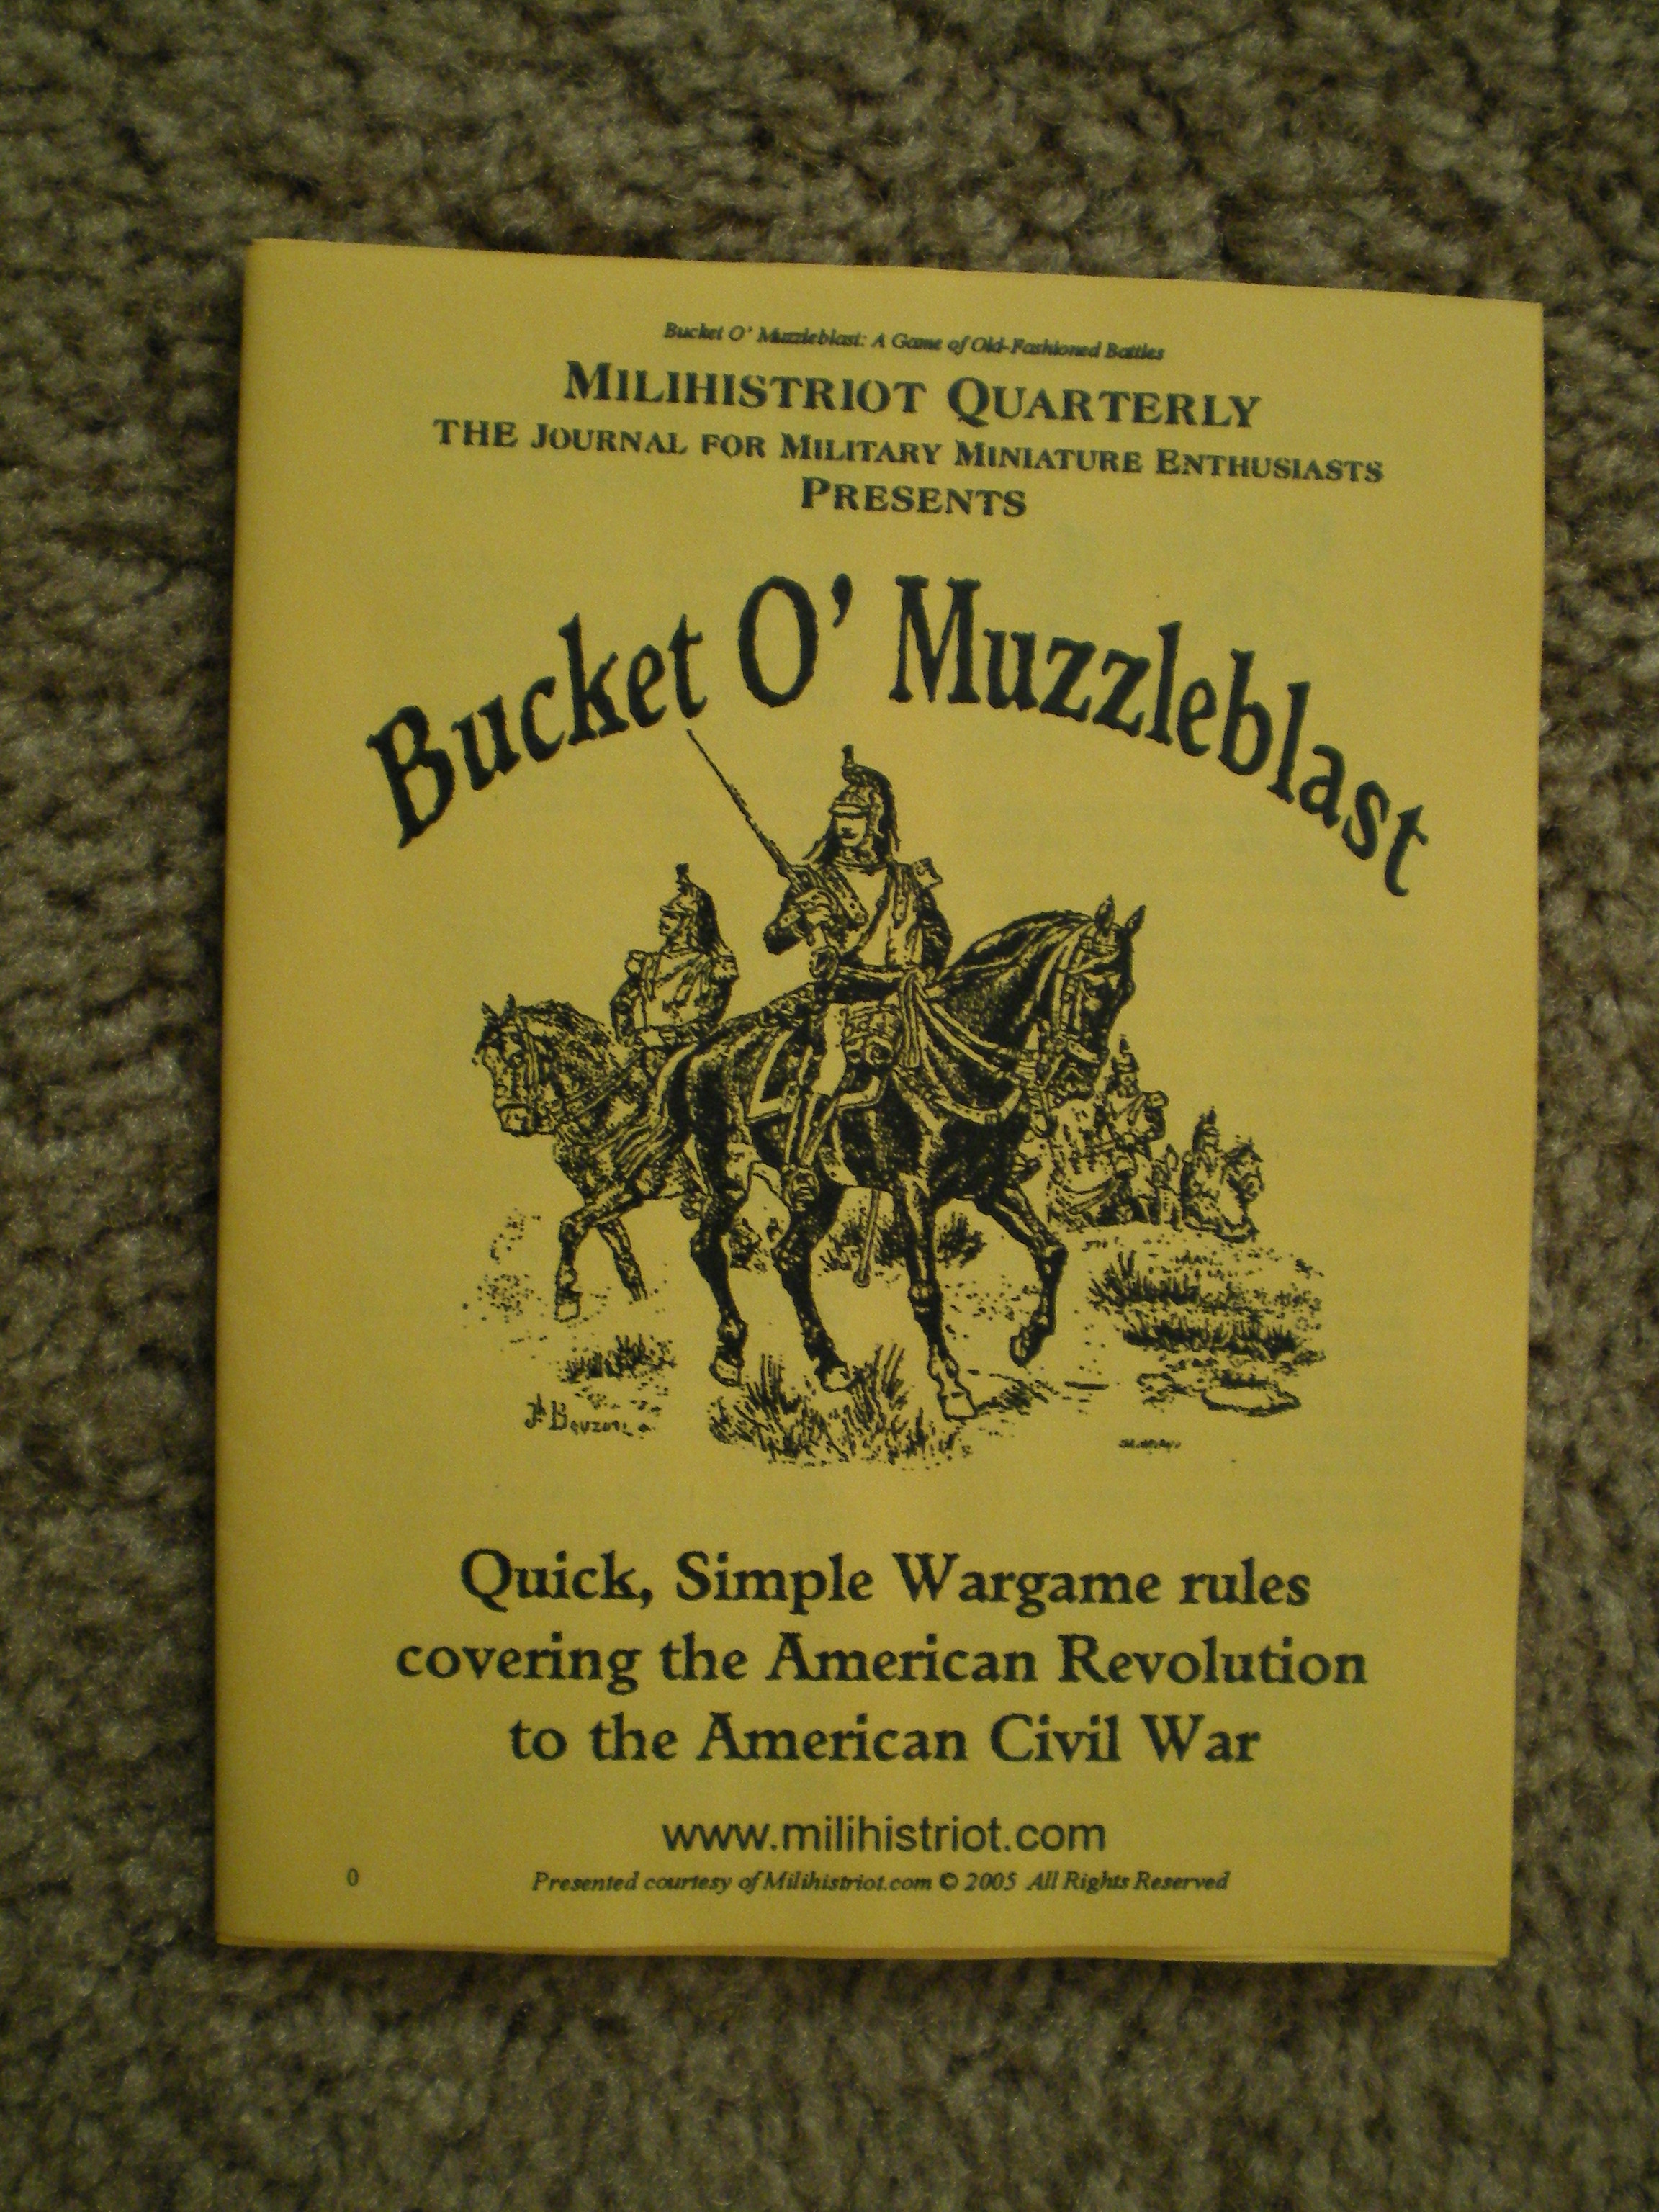 Bucket O' Muzzleblast: A Game of Old-Fashioned Battles
MILIHISTRIOT QUARTERLY
THE JOURNAL FOR MILITARY MINIATURE ENTHUSIASTS
PRESENTS
Bucket O' Muzzleblast
Quick, Simple Wargame rules
covering the American Revolution
to the American Civil War
www.milihistriot.com
0 Presented courtesy of Milihistriot.com © 2005 All Rights Reserved